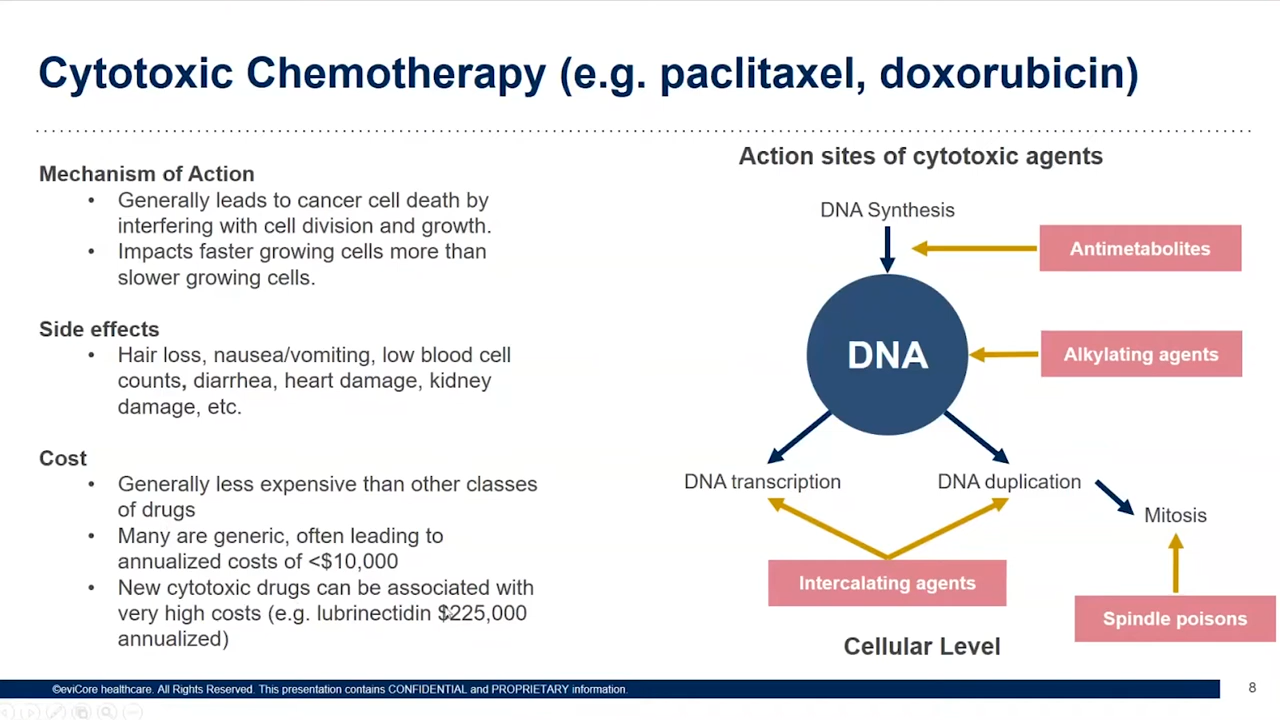 Cytotoxic Chemotherapy (e.g. paclitaxel, doxorubicin)
Mechanism of Action
• Generally leads to cancer cell death by
interfering with cell division and growth.
• Impacts faster growing cells more than
slower growing cells.
Side effects
• Hair loss, nausea/vomiting, low blood cell
counts, diarrhea, heart damage, kidney
damage, etc.
Cost
• Generally less expensive than other classes
of drugs
• Many are generic, often leading to
annualized costs of <$10,000
• New cytotoxic drugs can be associated with
very high costs (e.g. lubrinectidin $225,000
annualized)
Action sites of cytotoxic agents
DNA Synthesis
Antimetabolites
DNA
Alkylating agents
DNA transcription
DNA duplication
Mitosis
Intercalating agents
Spindle poisons
Cellular Level
©eviCore healthcare. All Rights Reserved. This presentation contains CONFIDENTIAL and PROPRIETARY information.
8